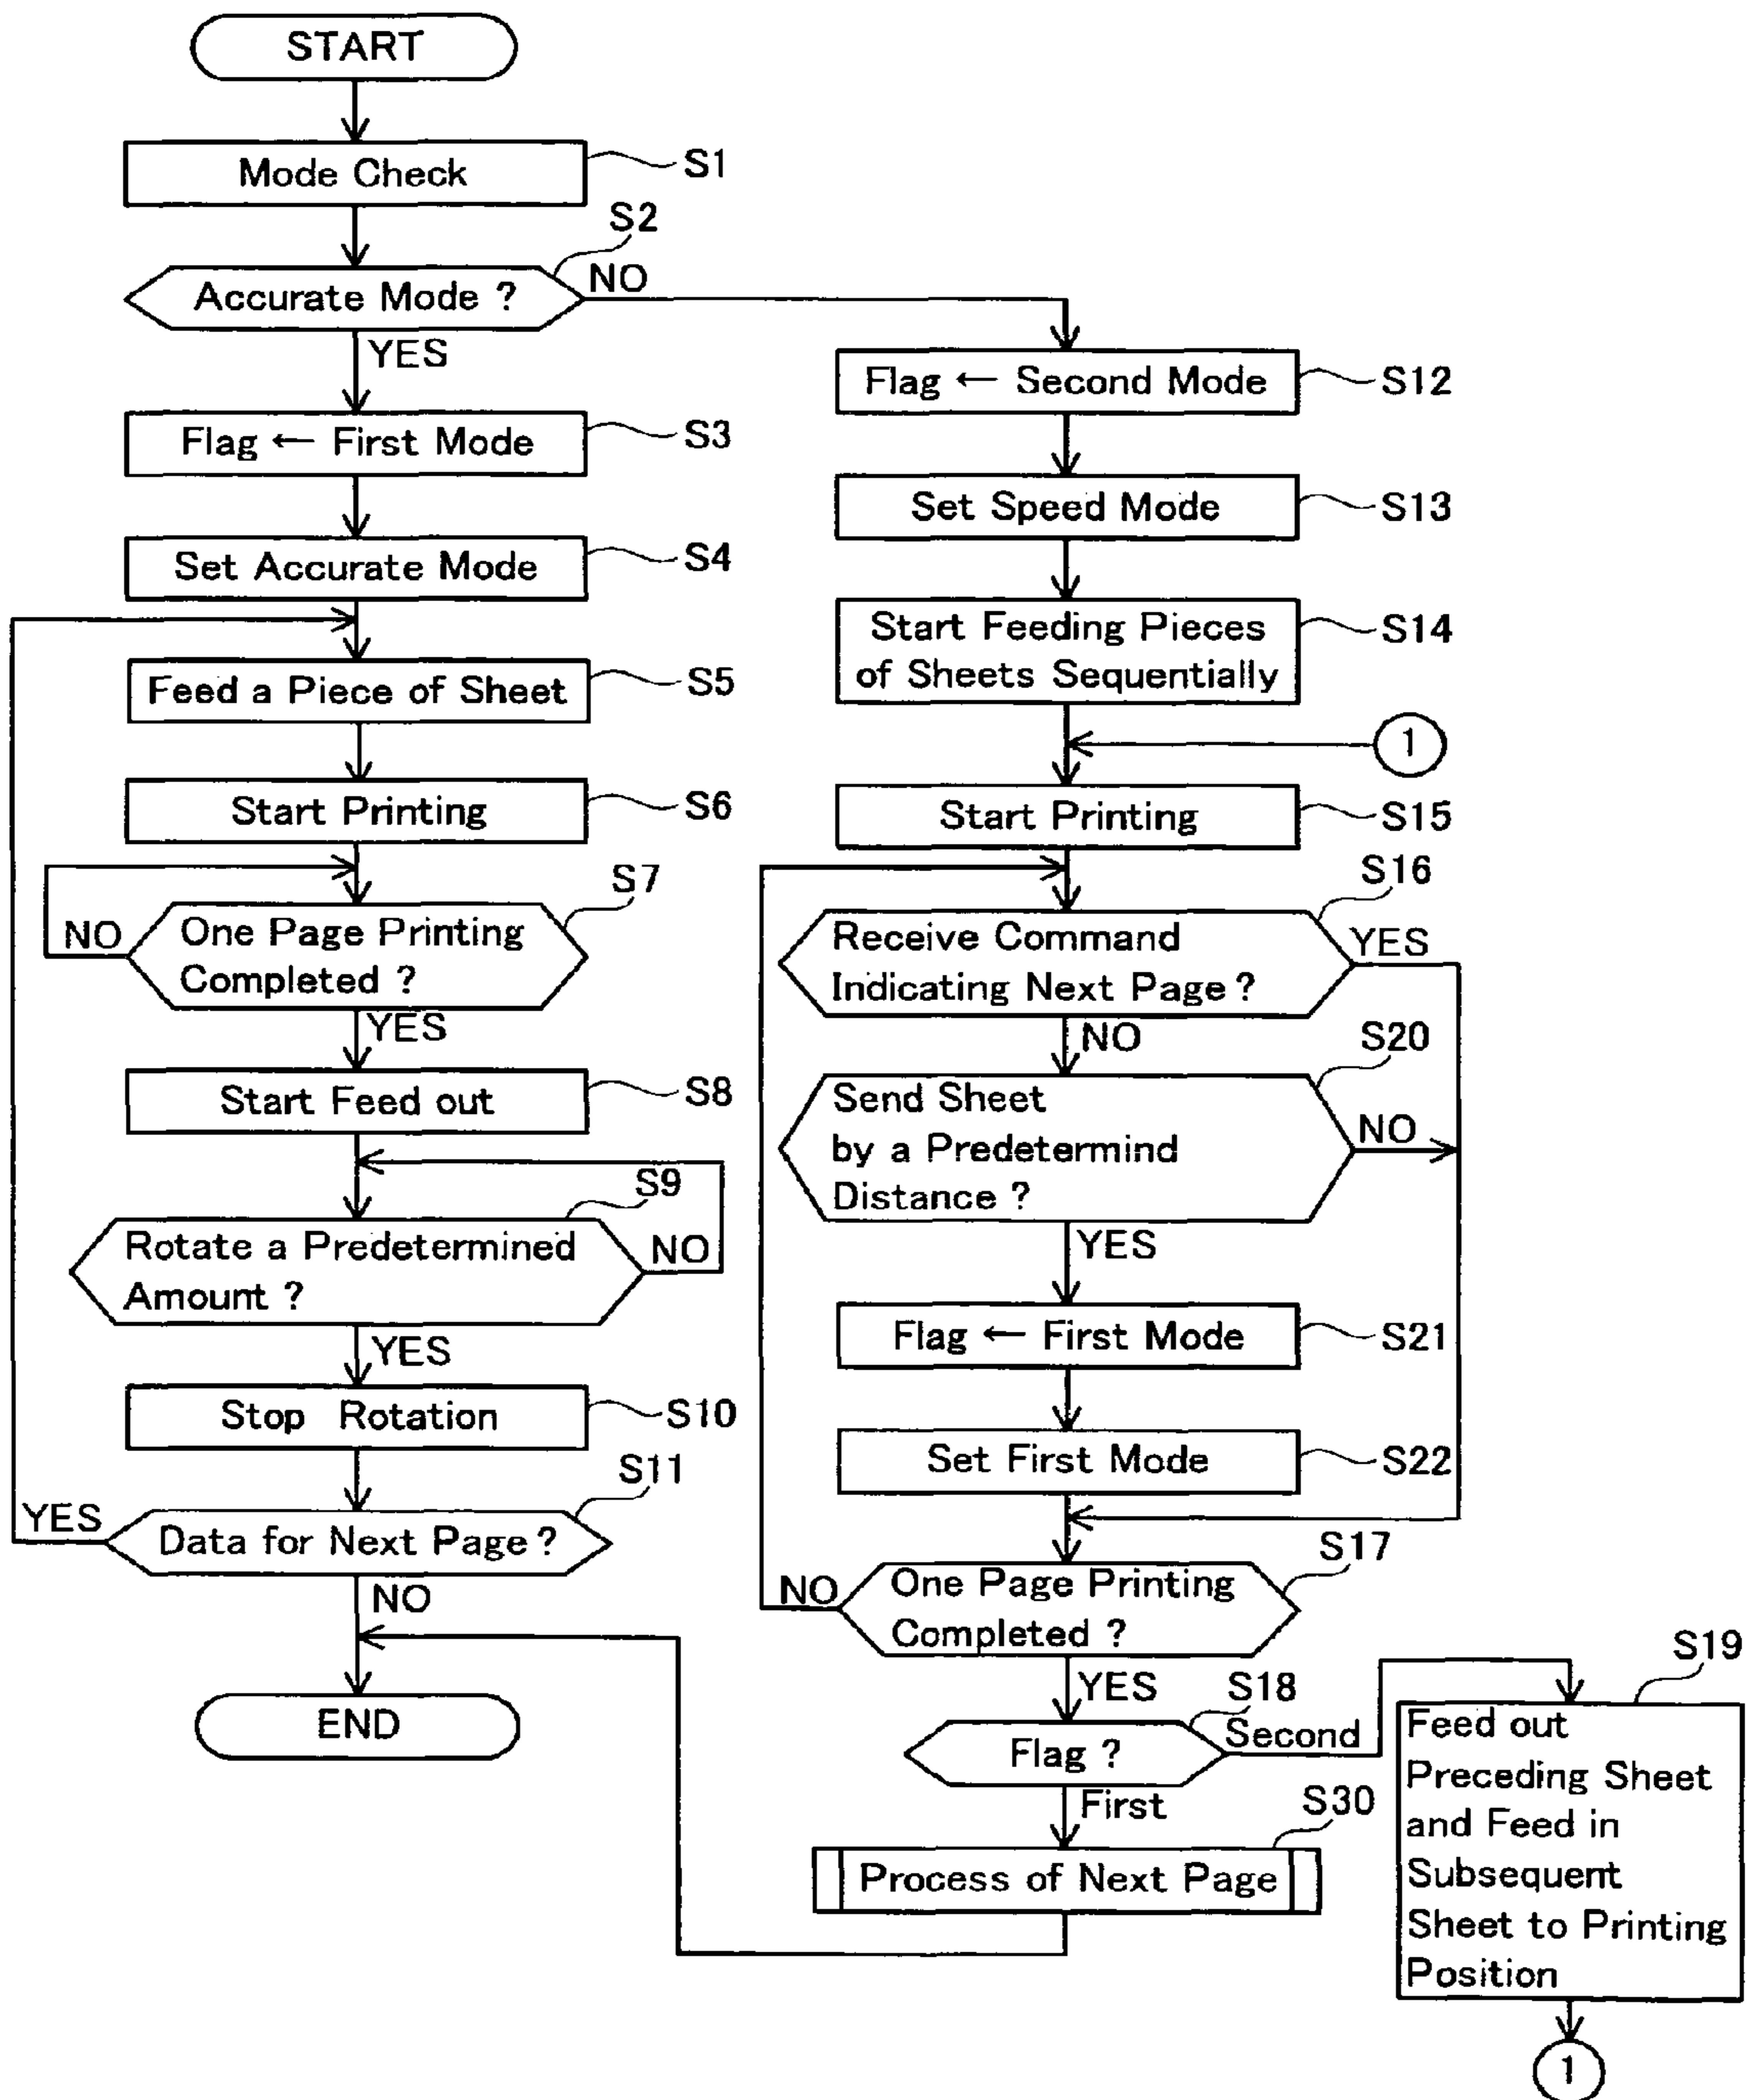 START
Mode Check
S1
S2
Accurate Mode ?
NO
YES
Flag ← First Mode
S3
Set Accurate Mode
S4
Feed a Piece of Sheet
S5
Start Printing
S6
S7
One Page Printing
Completed ?
NO
YES
Start Feed out
S8
S9
Rotate a Predetermined
Amount ?
NO
YES
Stop Rotation
S10
S11
YES
Data for Next Page ?
NO
END
Flag ← Second Mode
S12
Set Speed Mode
S13
Start Feeding Pieces
of Sheets Sequentially
S14
1
Start Printing
S15
S16
Receive Command
Indicating Next Page ?
YES
NO
S20
Send Sheet
by a Predetermind
Distance ?
NO
YES
Flag ← First Mode
S21
Set First Mode
S22
S17
NO
One Page Printing
Completed ?
YES
S18
Flag ?
Second
First
S30
Process of Next Page
S19
Feed out
Preceding Sheet
and Feed in
Subsequent
Sheet to Printing
Position
1